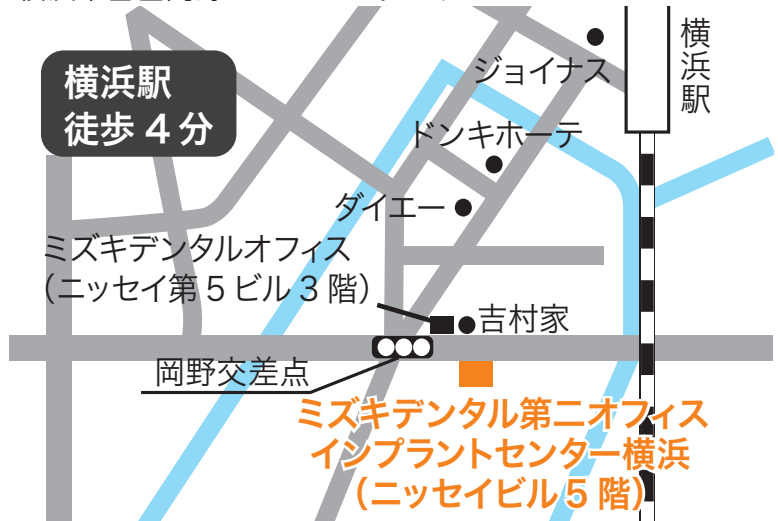 横浜駅
徒歩 4 分
横浜駅
ジョイナス
ドンキホーテ
ダイエー
ミズキデンタルオフィス
（ニッセイ第 5 ビル 3 階）
吉村家
岡野交差点
ミズキデンタル第二オフィス
インプラントセンター横浜
（ニッセイビル 5 階）